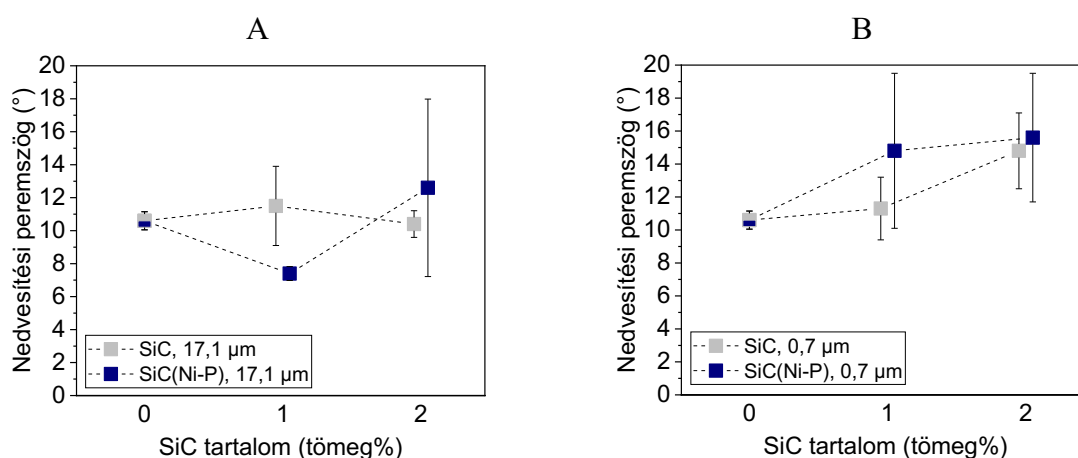 A
Nedvesítési peremszög (°)
20
18
16
14
12
10
8
6
4
2
0
SiC, 17,1 µm
SiC(Ni-P), 17,1 µm
0
1
2
SiC tartalom (tömeg%)
B
Nedvesítési peremszög (°)
20
18
16
14
12
10
8
6
4
2
0
SiC, 0,7 µm
SiC(Ni-P), 0,7 µm
0
1
2
SiC tartalom (tömeg%)